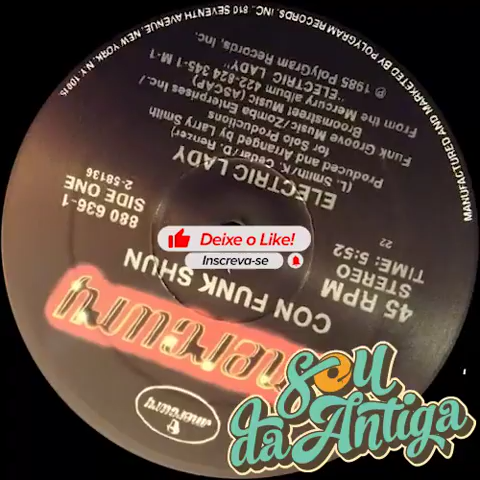 mercury
mercury
CON FUNK SHUN
45 RPM
STEREO
TIME: 5:52
22
880 636-1
SIDE ONE
2-58136
ELECTRIC LADY
(L. Smith/K. Cedar/D. Renzer)
Produced and Arranged by Larry Smith
for Solo Productions
Funk Groove Music/Zomba Enterprises Inc./
Broomstreet Music (ASCAP)
From the Mercury album 422-824 345-1 M-1
"ELECTRIC LADY"
℗ 1985 PolyGram Records, Inc.
MANUFACTURED AND MARKETED BY POLYGRAM RECORDS, INC., 810 SEVENTH AVENUE, NEW YORK, N.Y. 10019
Deixe o Like!
Inscreva-se
Sou
da Antiga